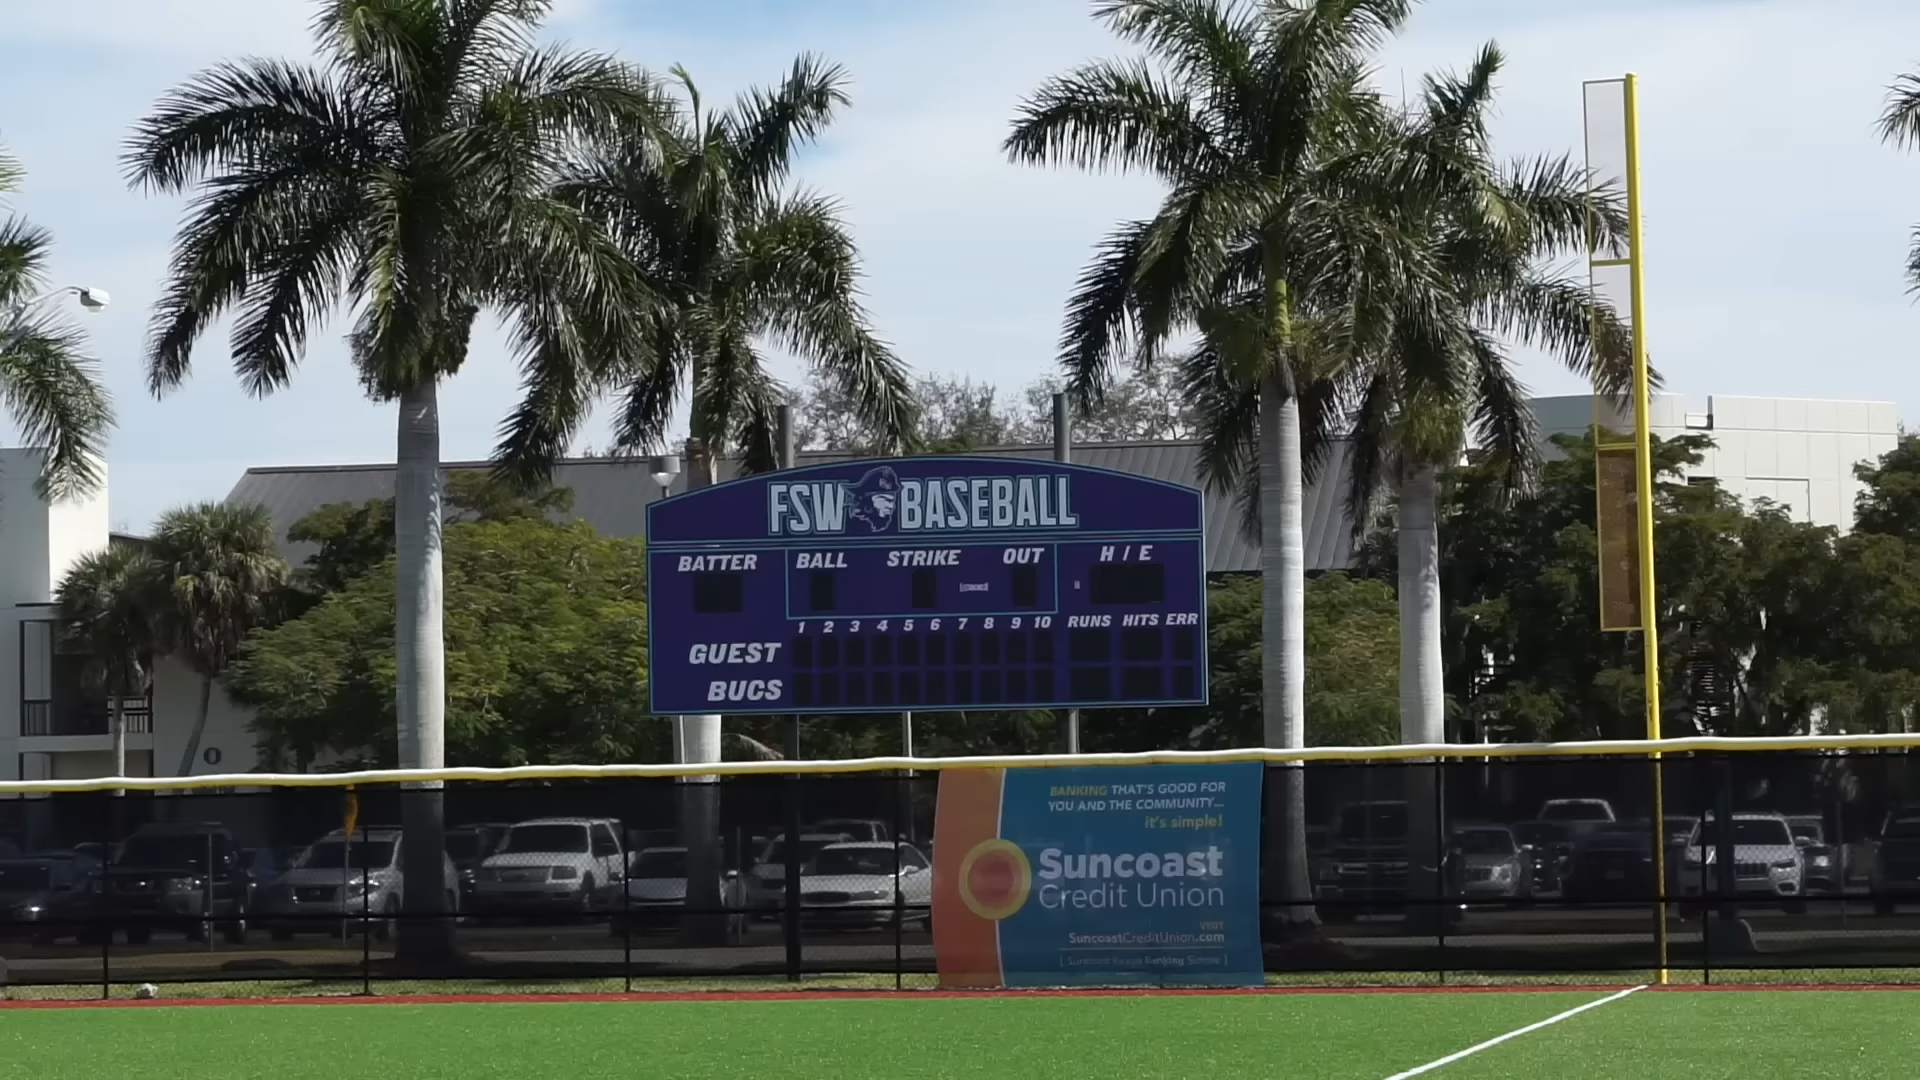 FSW BASEBALL
BATTER BALL STRIKE OUT H / E
1 2 3 4 5 6 7 8 9 10 RUNS HITS ERR
GUEST
BUCS
BANKING THAT'S GOOD FOR
YOU AND THE COMMUNITY...
it's simple!
Suncoast
Credit Union
VISIT
SuncoastCreditUnion.com